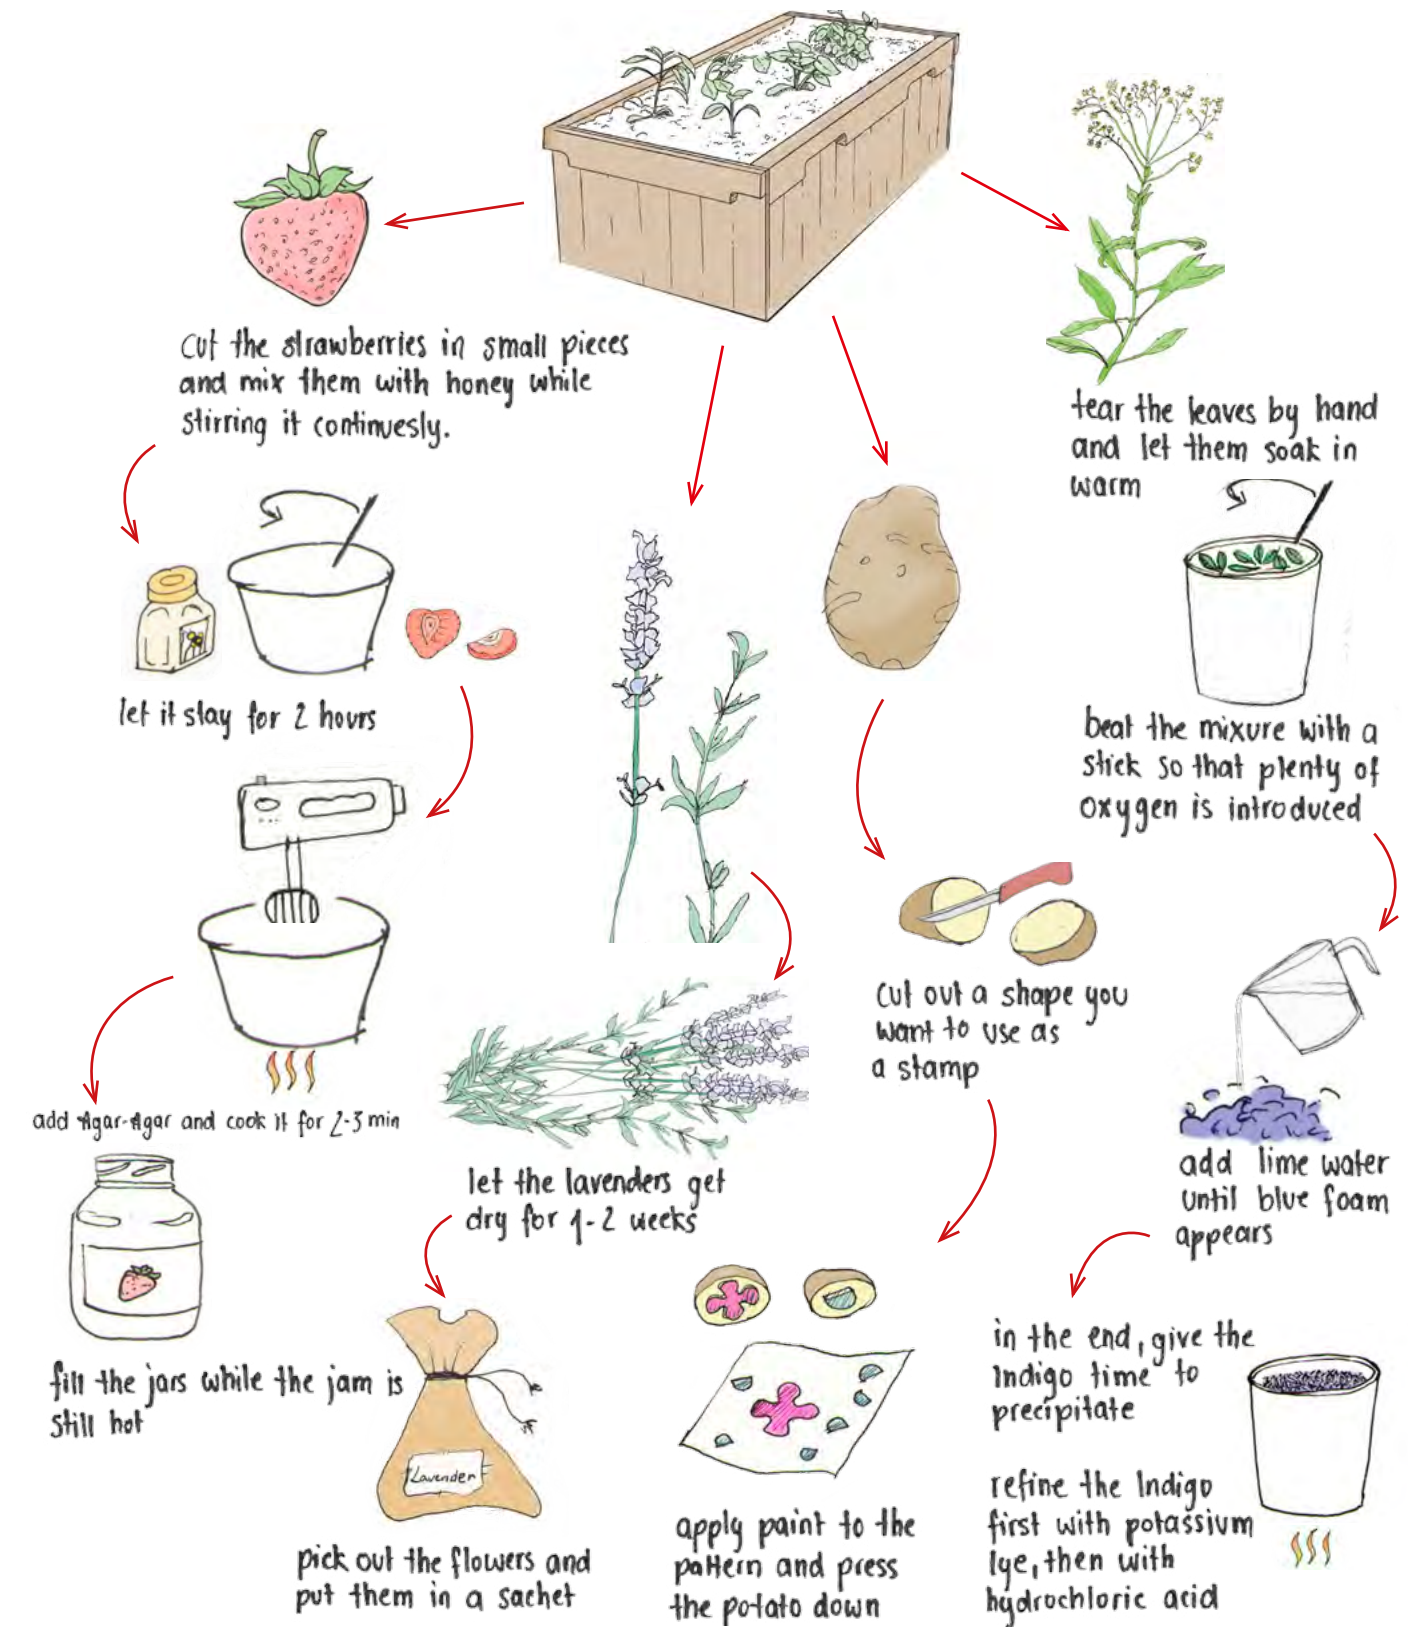 cut the strawberries in small pieces
and mix them with honey while
stirring it continuesly.
let it stay for 2 hours
add Agar-Agar and cook it for 2-3 min
fill the jars while the jam is
still hot
let the lavenders get
dry for 1-2 weeks
Lavender
pick out the flowers and
put them in a sachet
cut out a shape you
want to use as
a stamp
apply paint to the
pattern and press
the potato down
tear the leaves by hand
and let them soak in
warm
beat the mixure with a
stick so that plenty of
oxygen is introduced
add lime water
until blue foam
appears
in the end, give the
Indigo time to
precipitate
refine the Indigo
first with potassium
lye, then with
hydrochloric acid